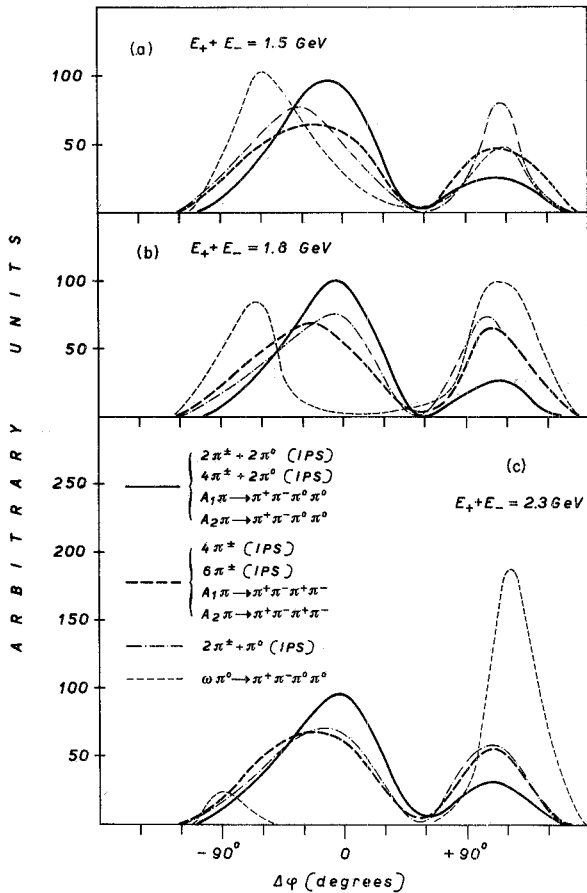 (a) E₊ + E₋ = 1.5 GeV
100
50
(b) E₊ + E₋ = 1.8 GeV
100
50
ARBITRARY UNITS
(c)
E₊ + E₋ = 2.3 GeV
250
200
150
100
50
2π± + 2π⁰ (IPS)
4π± + 2π⁰ (IPS)
A₁π → π⁺π⁻π⁰π⁰
A₂π → π⁺π⁻π⁰π⁰
4π± (IPS)
6π± (IPS)
A₁π → π⁺π⁻π⁺π⁻
A₂π → π⁺π⁻π⁺π⁻
2π± + π⁰ (IPS)
ωπ⁰ → π⁺π⁻π⁰π⁰
-90° 0 +90°
Δφ (degrees)